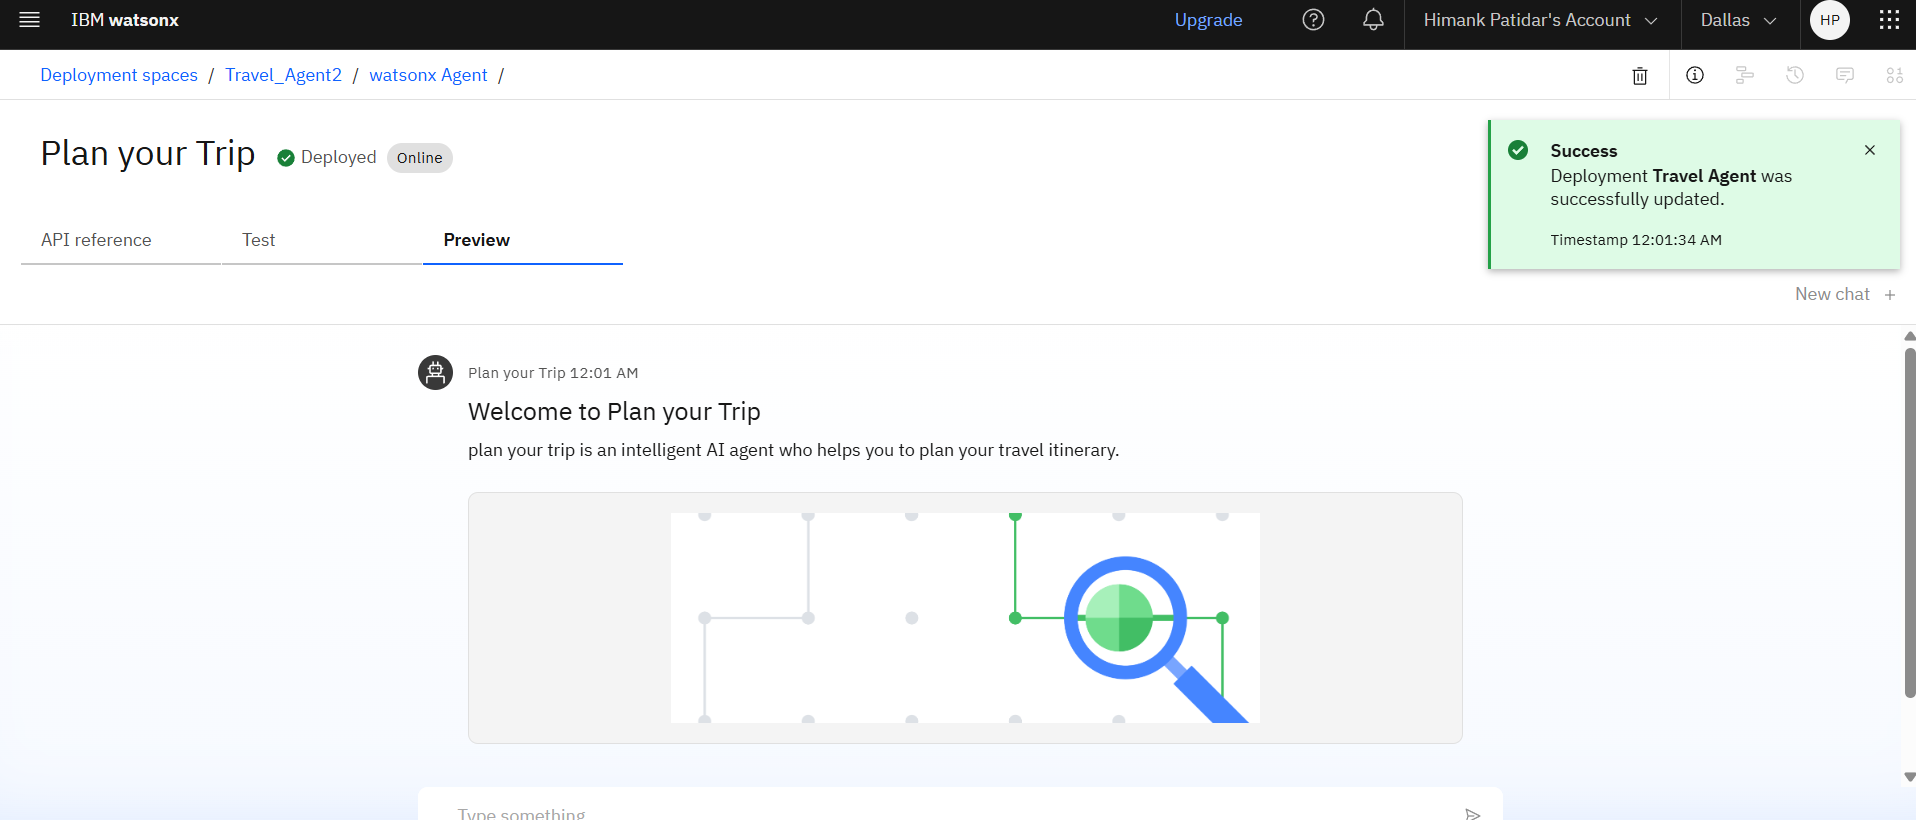 IBM watsonx
Upgrade
Himank Patidar's Account
Dallas
HP
Deployment spaces / Travel_Agent2 / watsonx Agent /
Plan your Trip
Deployed
Online
Success
Deployment Travel Agent was
successfully updated.
Timestamp 12:01:34 AM
API reference
Test
Preview
New chat +
Plan your Trip 12:01 AM
Welcome to Plan your Trip
plan your trip is an intelligent AI agent who helps you to plan your travel itinerary.
Type something